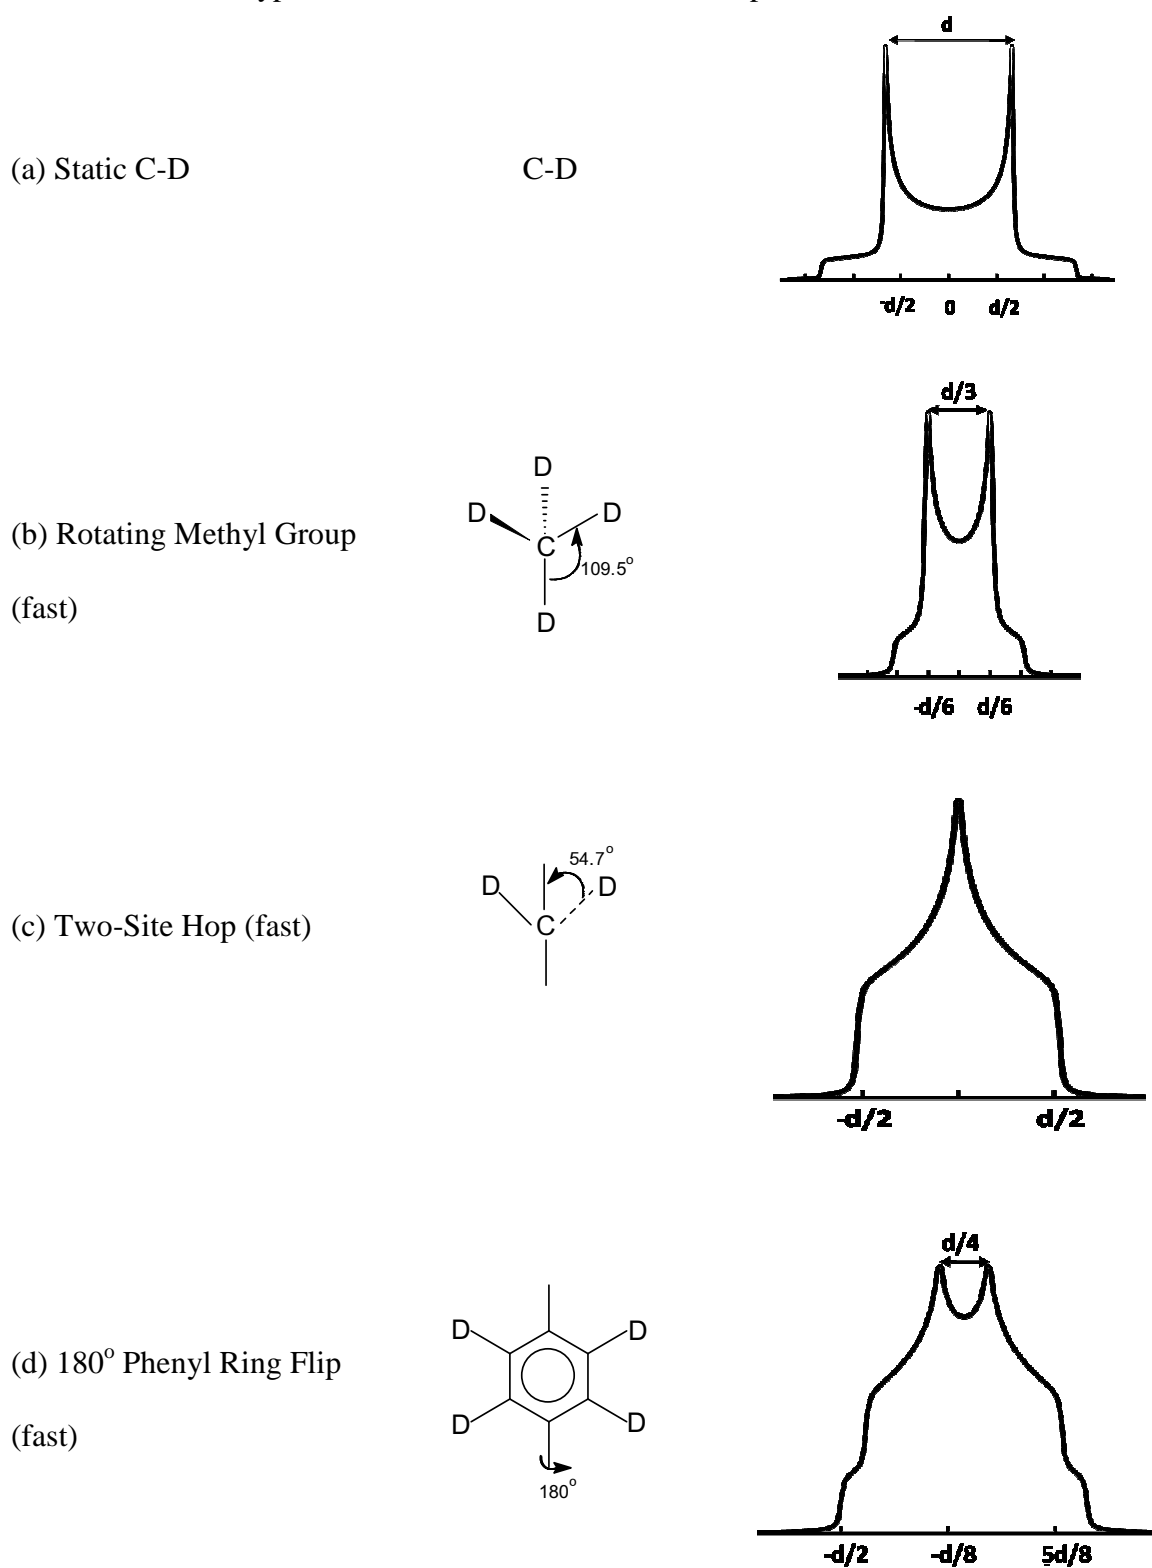 d
(a) Static C-D
C-D
-d/2 0 d/2
d/3
D
D D
(b) Rotating Methyl Group
C
109.5°
(fast)
D
-d/6 d/6
54.7°
D D
(c) Two-Site Hop (fast)
C
-d/2 d/2
d/4
D D
(d) 180° Phenyl Ring Flip
D D
(fast)
180°
-d/2 -d/8 5d/8